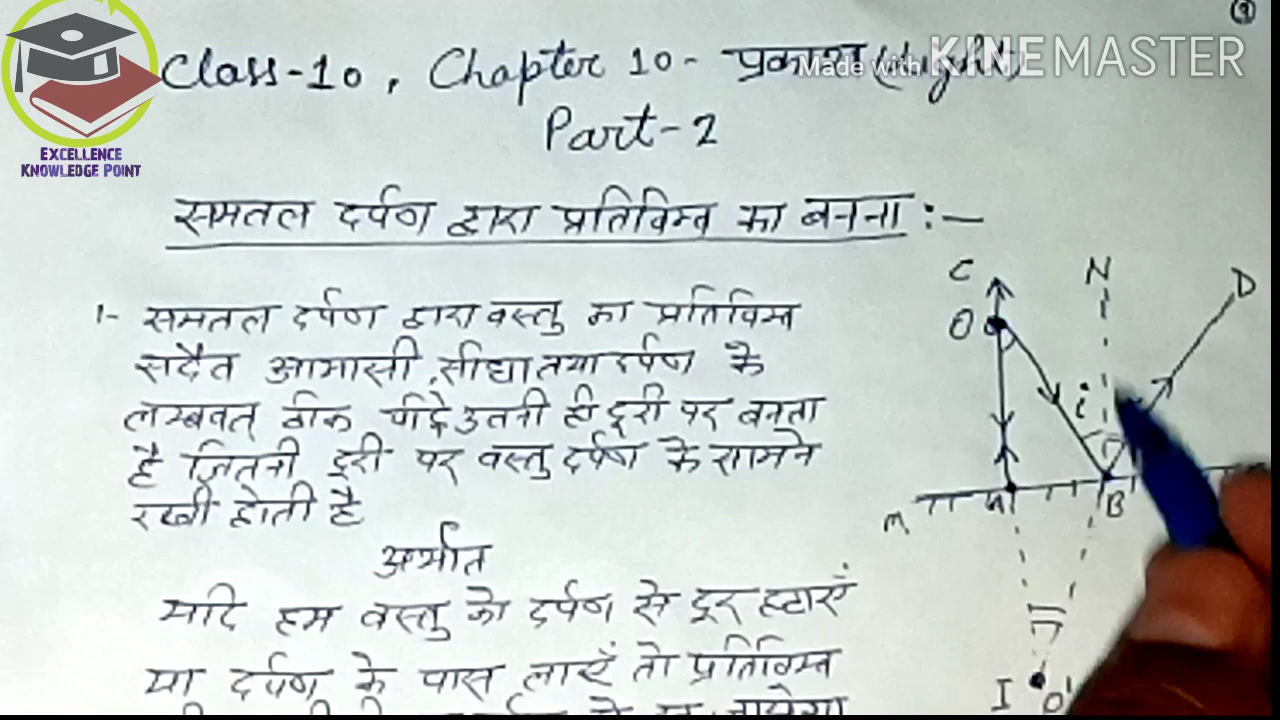 Class-10, Chapter 10- प्रकाश (Light)
Made with KINEMASTER
Part-2
EXCELLENCE
KNOWLEDGE POINT
समतल दर्पण द्वारा प्रतिविम्ब का बनना :-
1- समतल दर्पण द्वारा वस्तु का प्रतिविम्ब
सदैव आभासी, सीधा तथा दर्पण के
लम्बवत् ठीक पीछे उतनी ही दूरी पर बनता
है जितनी दूरी पर वस्तु दर्पण के सामने
रखी होती है
अर्थात
यदि हम वस्तु को दर्पण से दूर हटाएँ
या दर्पण के पास लाएँ तो प्रतिविम्ब
C N D
O
i
M A B
I O'